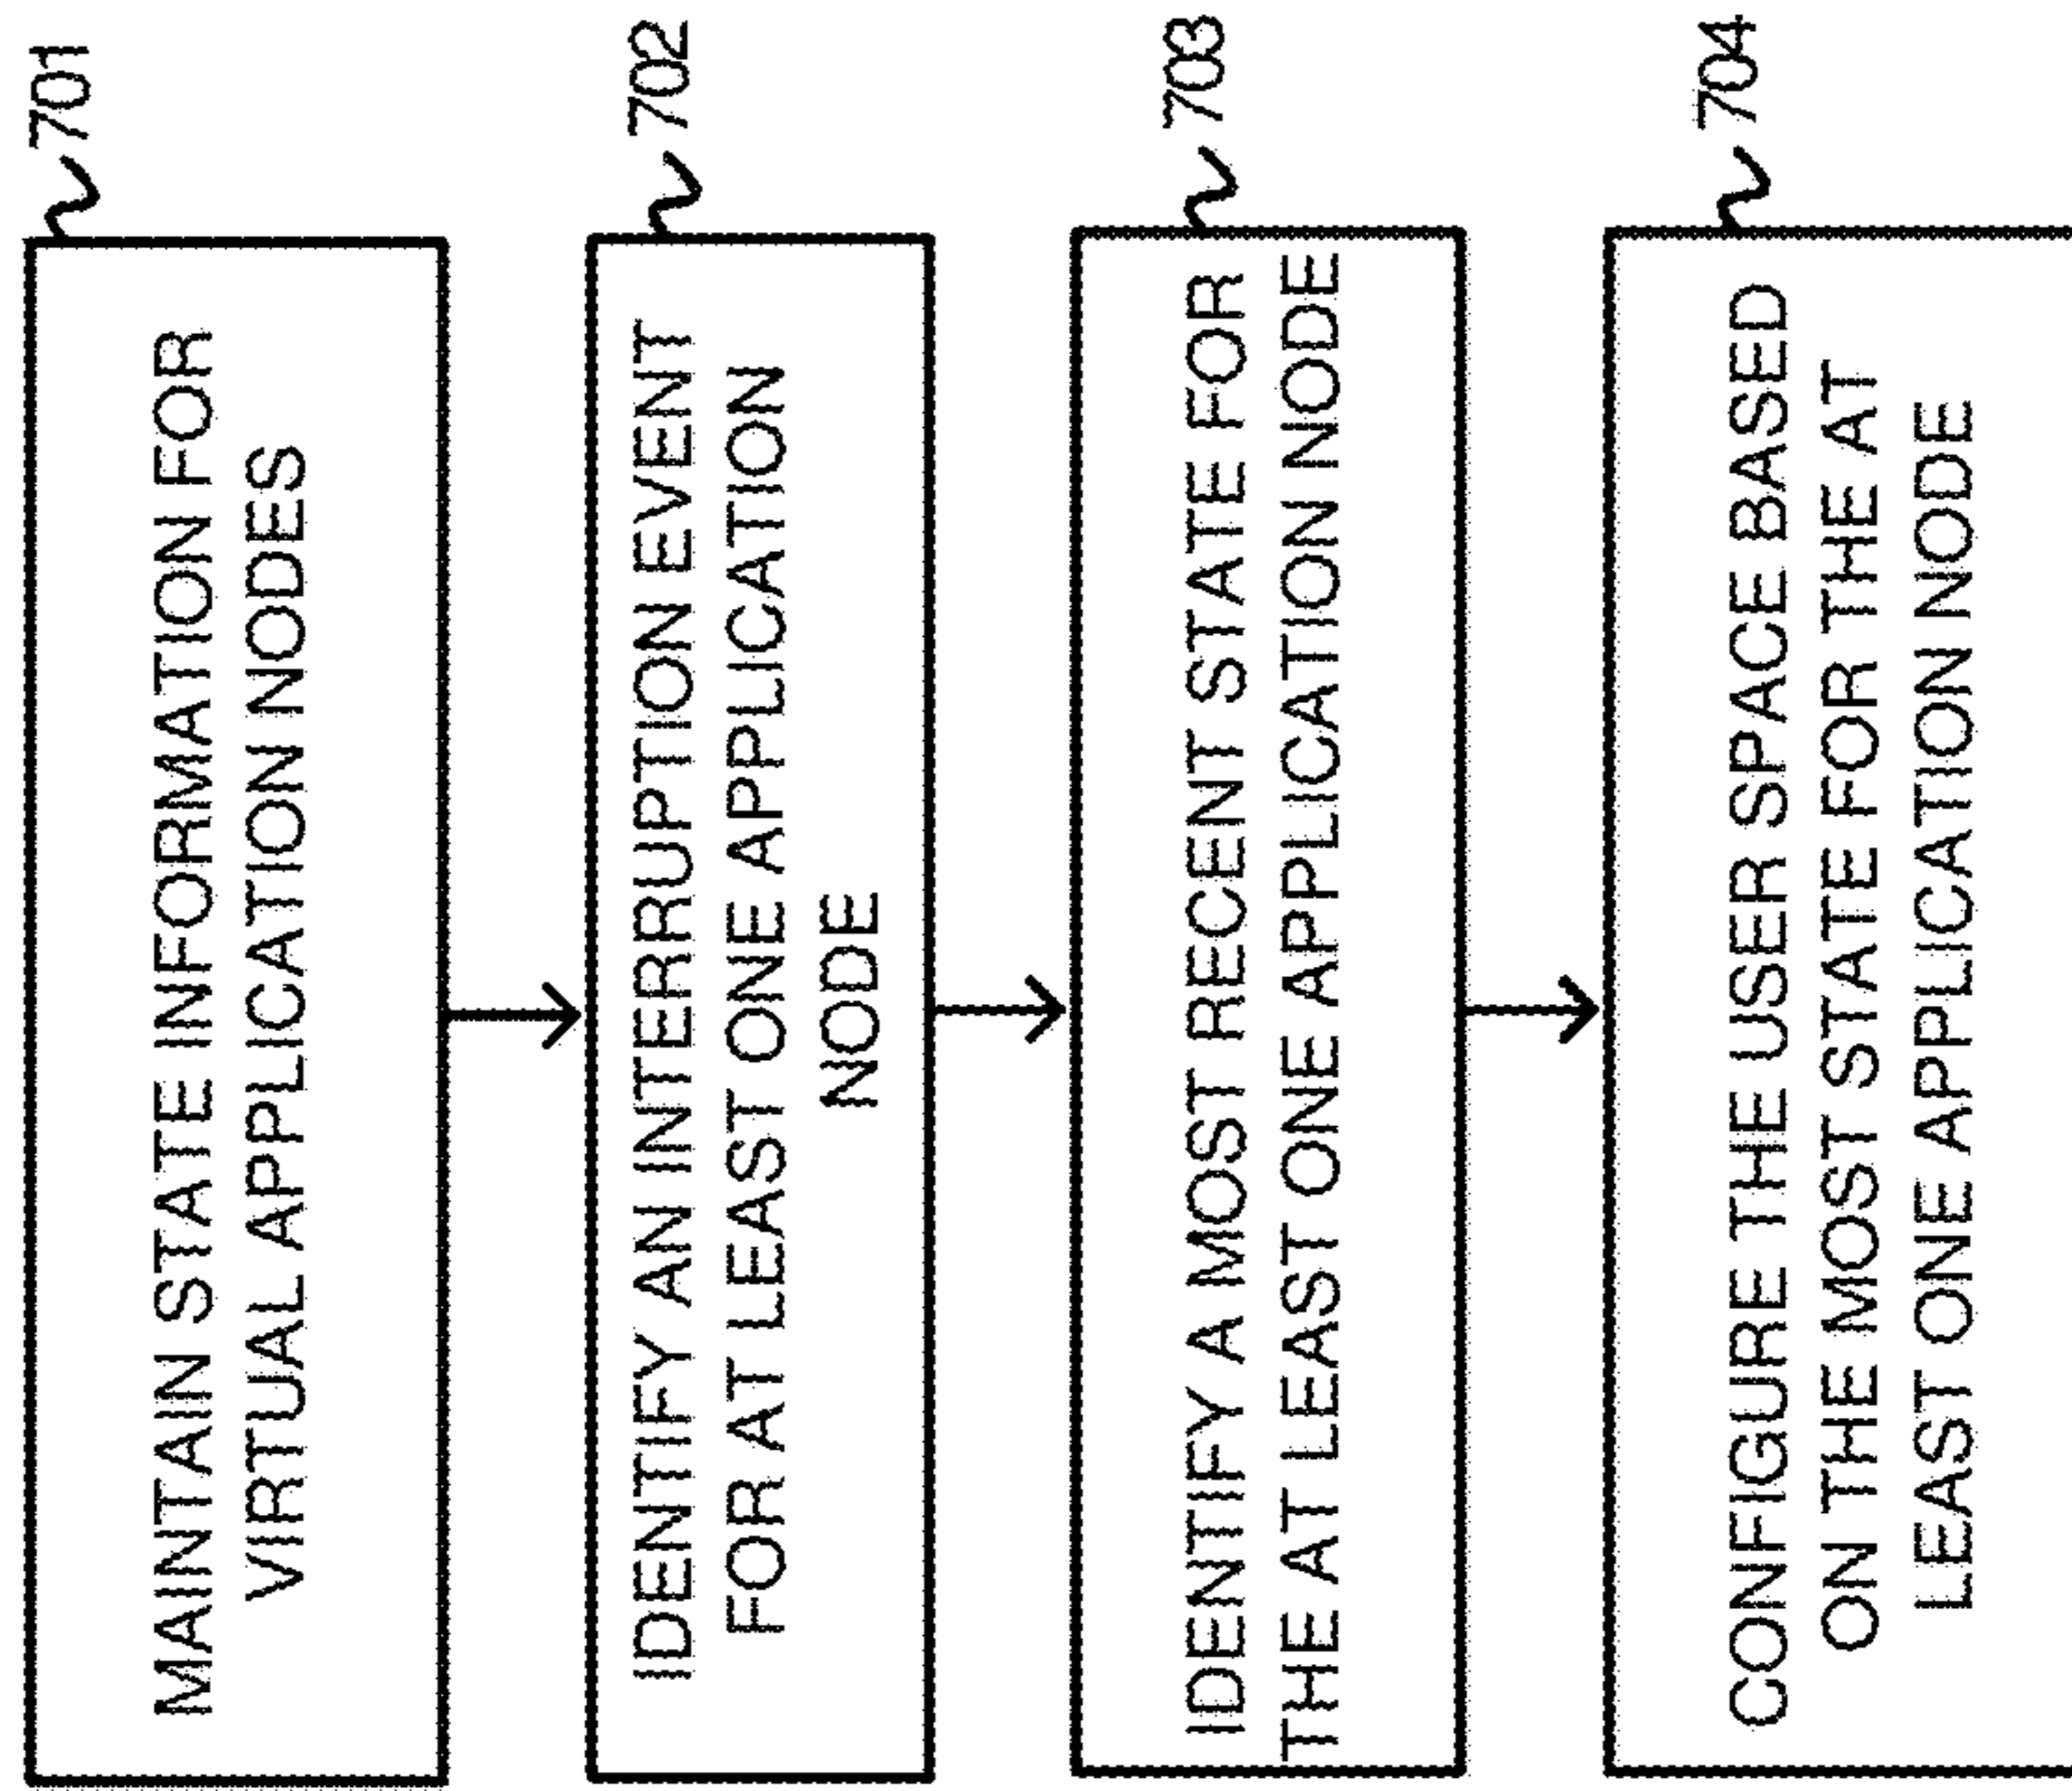 MAINTAIN STATE INFORMATION FOR
VIRTUAL APPLICATION NODES
701
IDENTIFY AN INTERRUPTION EVENT
FOR AT LEAST ONE APPLICATION
NODE
702
IDENTIFY A MOST RECENT STATE FOR
THE AT LEAST ONE APPLICATION NODE
703
CONFIGURE THE USER SPACE BASED
ON THE MOST STATE FOR THE AT
LEAST ONE APPLICATION NODE
704